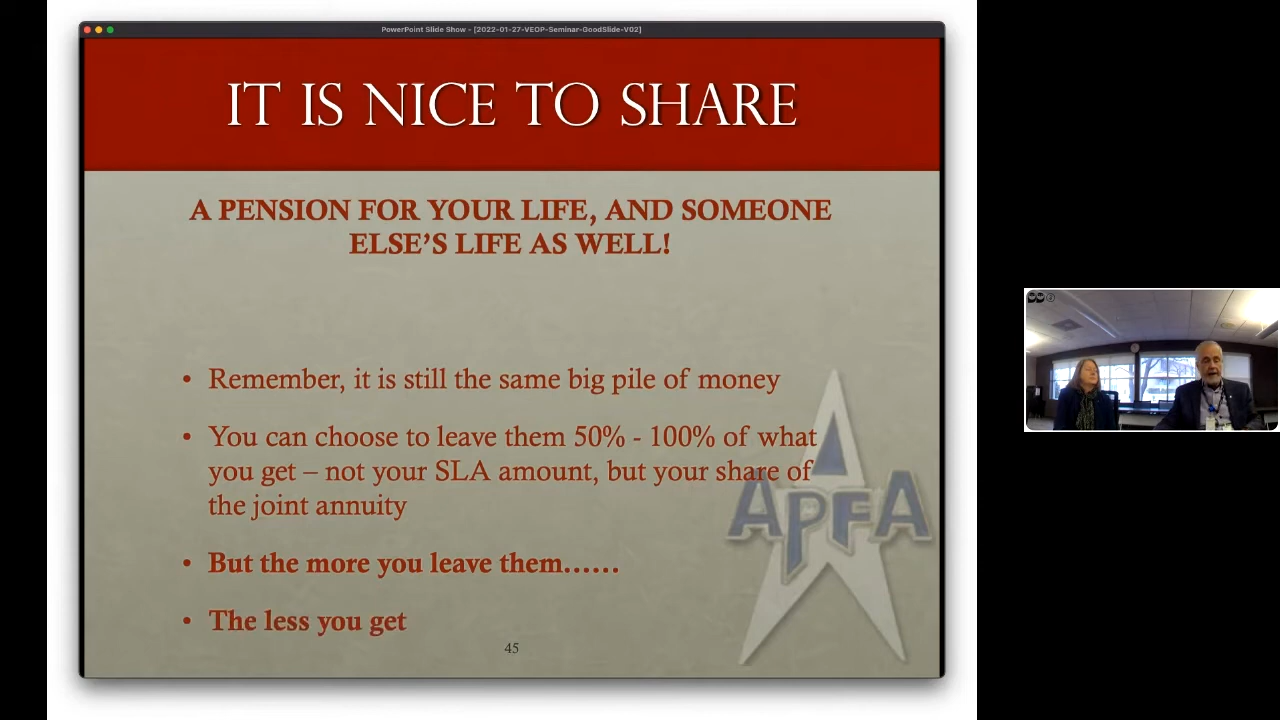 PowerPoint Slide Show - [2022-01-27-VEOP-Seminar-GoodSlide-V02]
IT IS NICE TO SHARE
A PENSION FOR YOUR LIFE, AND SOMEONE
ELSE’S LIFE AS WELL!
• Remember, it is still the same big pile of money
• You can choose to leave them 50% - 100% of what
you get – not your SLA amount, but your share of
the joint annuity
• But the more you leave them……
• The less you get
APFA
45